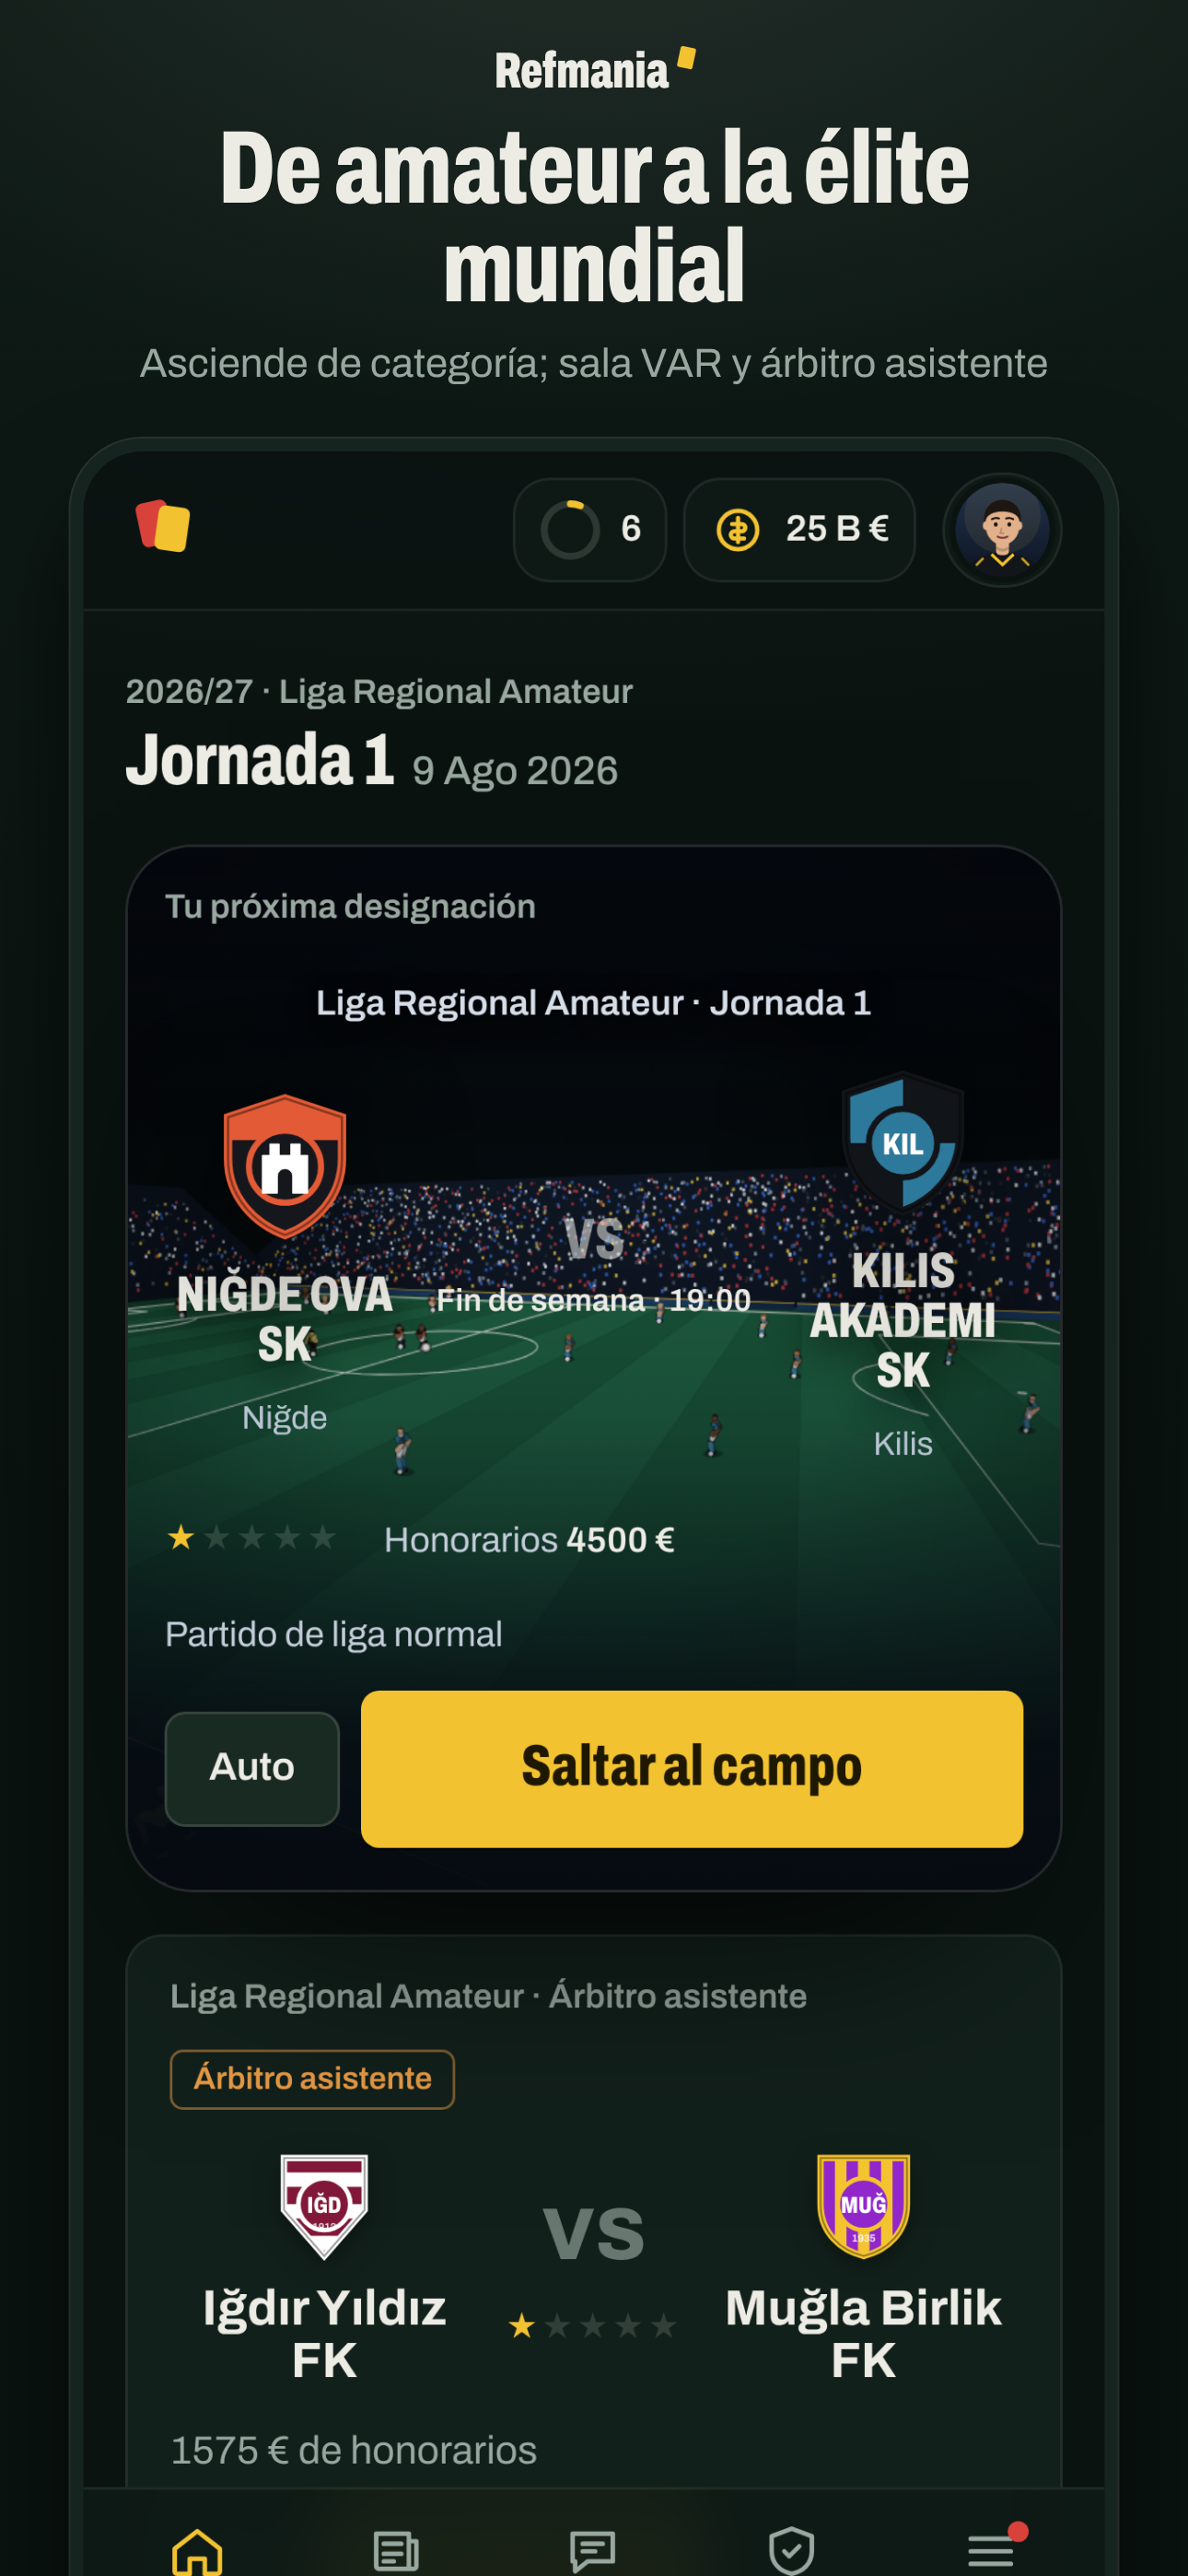 Refmania
De amateur a la élite
mundial
Asciende de categoría; sala VAR y árbitro asistente
6
25 B €
2026/27 · Liga Regional Amateur
Jornada 1 9 Ago 2026
Tu próxima designación
Liga Regional Amateur · Jornada 1
KIL
VS
NIĞDE OVA
SK
Fin de semana · 19:00
KILIS
AKADEMI
SK
Niğde
Kilis
Honorarios 4500 €
Partido de liga normal
Auto
Saltar al campo
Liga Regional Amateur · Árbitro asistente
Árbitro asistente
IĞD
MUĞ
1935
VS
Iğdır Yıldız
FK
Muğla Birlik
FK
1575 € de honorarios